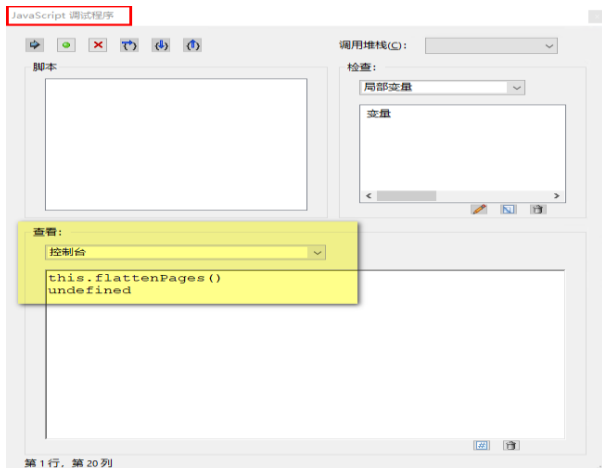 JavaScript 调试程序
调用堆栈(C):
脚本
检查:
局部变量
变量
查看:
控制台
this.flattenPages()
undefined
第 1 行，第 20 列